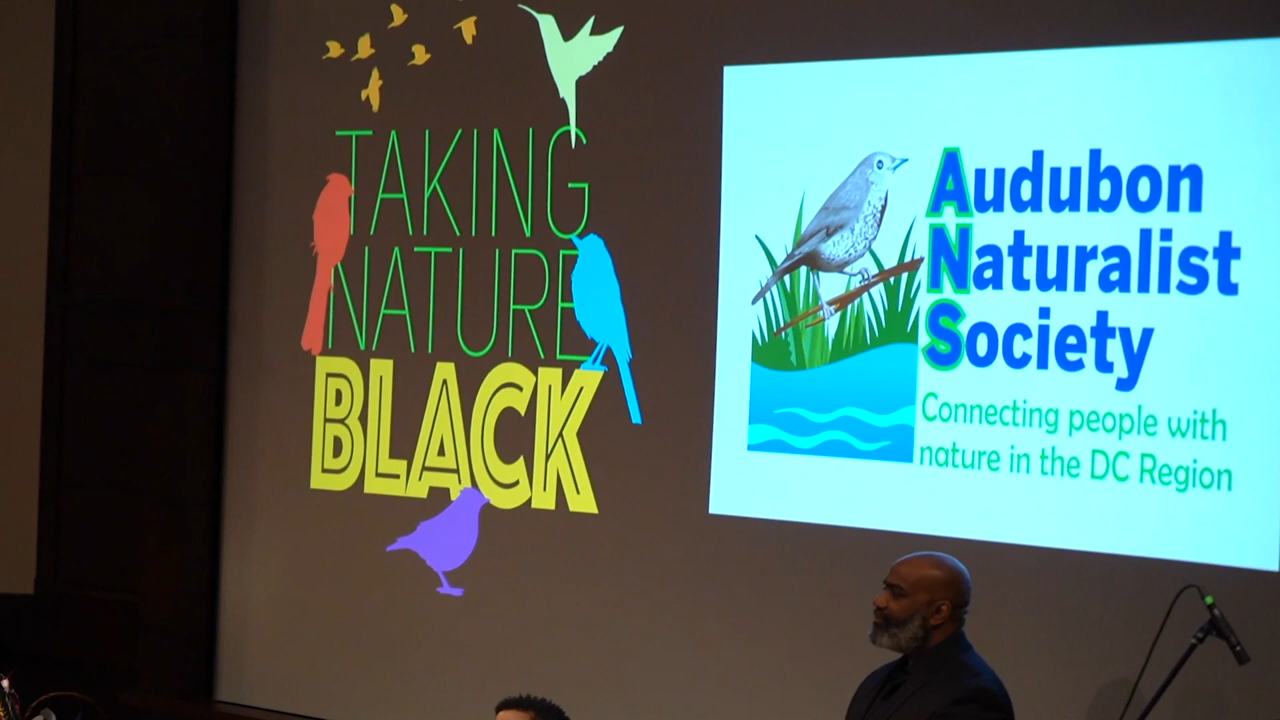 TAKING
NATURE
BLACK
Audubon
Naturalist
Society
Connecting people with
nature in the DC Region